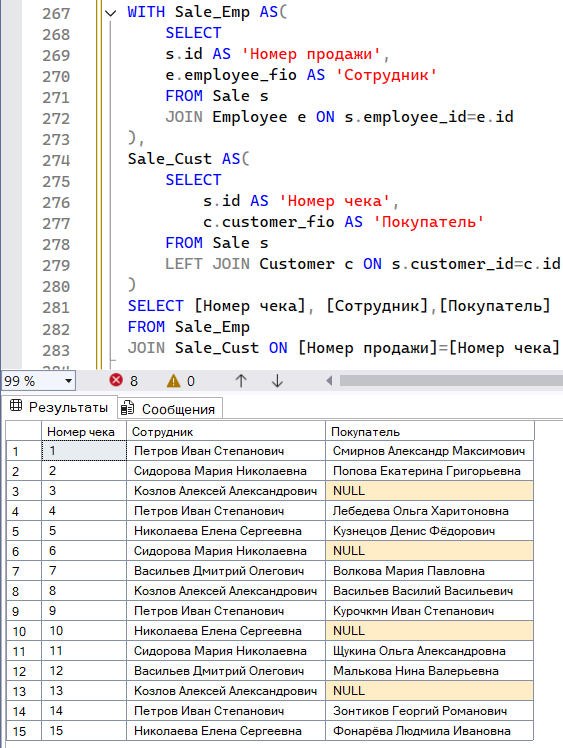 267 WITH Sale_Emp AS(
268 SELECT
269 s.id AS 'Номер продажи',
270 e.employee_fio AS 'Сотрудник'
271 FROM Sale s
272 JOIN Employee e ON s.employee_id=e.id
273 ),
274 Sale_Cust AS(
275 SELECT
276 s.id AS 'Номер чека',
277 c.customer_fio AS 'Покупатель'
278 FROM Sale s
279 LEFT JOIN Customer c ON s.customer_id=c.id
280 )
281 SELECT [Номер чека], [Сотрудник],[Покупатель]
282 FROM Sale_Emp
283 JOIN Sale_Cust ON [Номер продажи]=[Номер чека]
99 % 8 0
Результаты Сообщения
Номер чека Сотрудник Покупатель
1 1 Петров Иван Степанович Смирнов Александр Максимович
2 2 Сидорова Мария Николаевна Попова Екатерина Григорьевна
3 3 Козлов Алексей Александрович NULL
4 4 Петров Иван Степанович Лебедева Ольга Харитоновна
5 5 Николаева Елена Сергеевна Кузнецов Денис Фёдорович
6 6 Сидорова Мария Николаевна NULL
7 7 Васильев Дмитрий Олегович Волкова Мария Павловна
8 8 Козлов Алексей Александрович Васильев Василий Васильевич
9 9 Петров Иван Степанович Курочкмн Иван Степанович
10 10 Николаева Елена Сергеевна NULL
11 11 Сидорова Мария Николаевна Щукина Ольга Александровна
12 12 Васильев Дмитрий Олегович Малькова Нина Валерьевна
13 13 Козлов Алексей Александрович NULL
14 14 Петров Иван Степанович Зонтиков Георгий Романович
15 15 Николаева Елена Сергеевна Фонарёва Людмила Ивановна